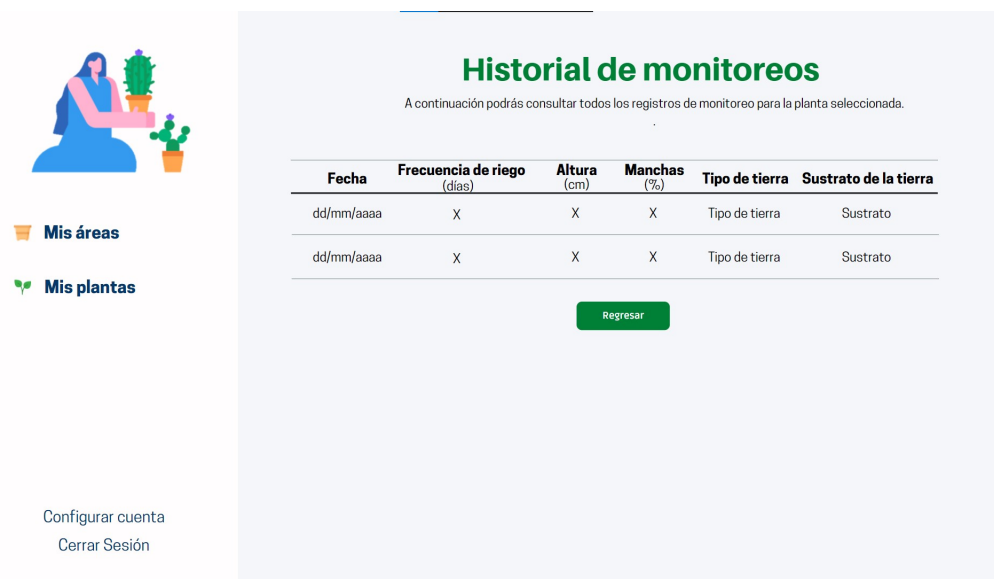 Mis áreas
Mis plantas
Configurar cuenta
Cerrar Sesión
Historial de monitoreos
A continuación podrás consultar todos los registros de monitoreo para la planta seleccionada.
.
Fecha Frecuencia de riego (días) Altura (cm) Manchas (%) Tipo de tierra Sustrato de la tierra
dd/mm/aaaa X X X Tipo de tierra Sustrato
dd/mm/aaaa X X X Tipo de tierra Sustrato
Regresar